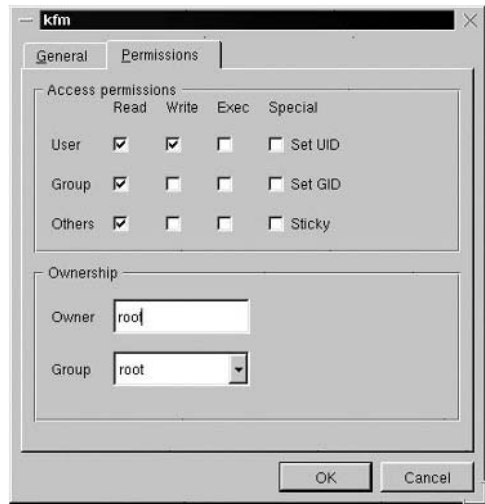 kfm
General Permissions
Access permissions
Read Write Exec Special
User Set UID
Group Set GID
Others Sticky
Ownership
Owner root
Group root
OK Cancel